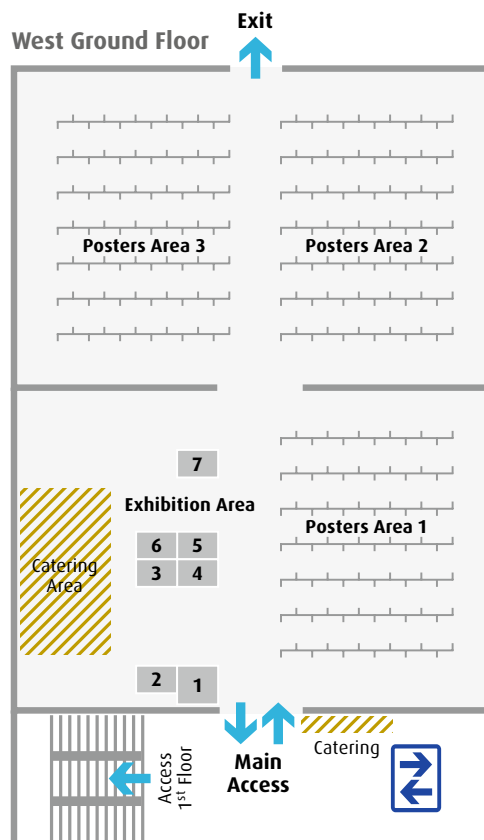 Exit
West Ground Floor
Posters Area 3
Posters Area 2
7
Exhibition Area
Posters Area 1
6
5
3
4
Catering
Area
2
1
Main
Access
Catering
Access
1st Floor